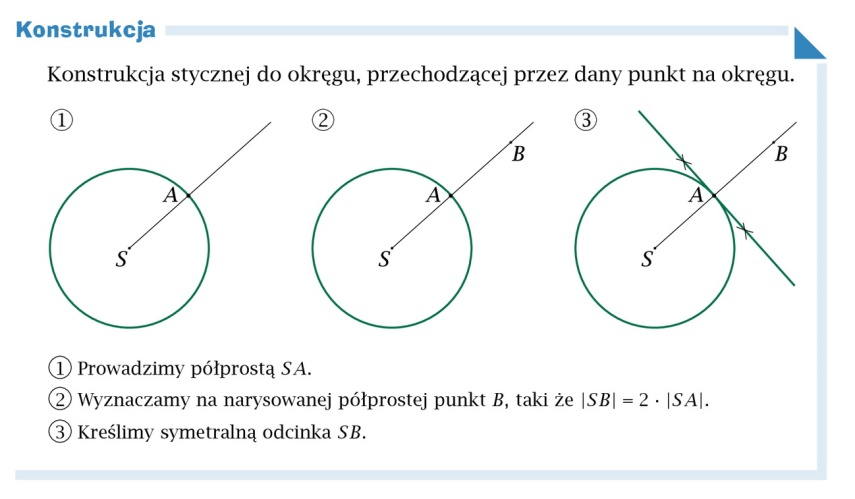 Konstrukcja
Konstrukcja stycznej do okręgu, przechodzącej przez dany punkt na okręgu.
① ② ③
B B
A A A
S S S
① Prowadzimy półprostą SA.
② Wyznaczamy na narysowanej półprostej punkt B, taki że |SB| = 2 · |SA|.
③ Kreślimy symetralną odcinka SB.